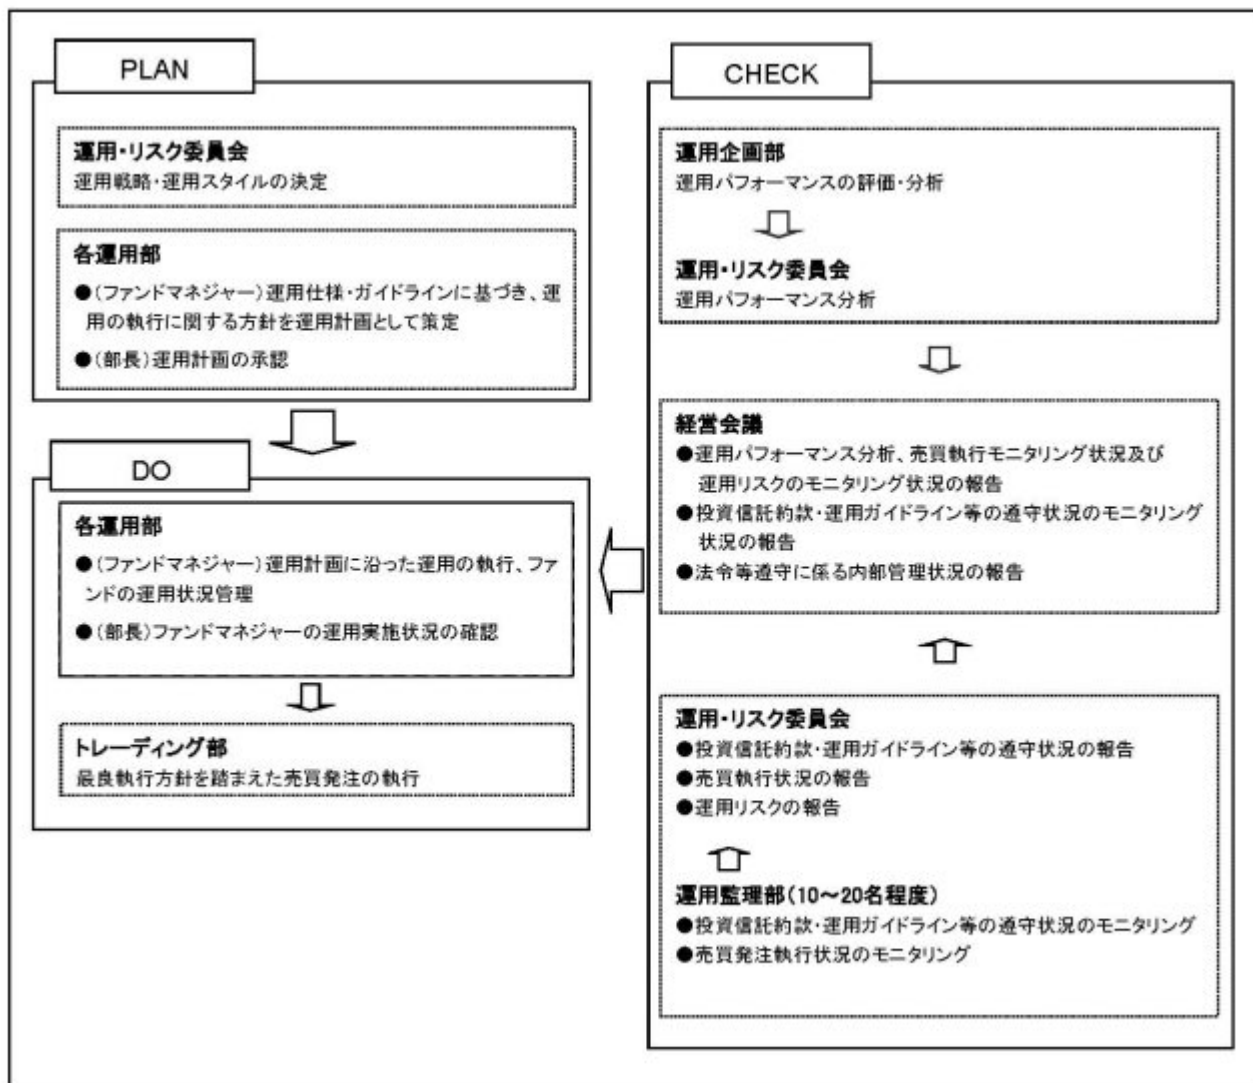 PLAN
運用・リスク委員会
運用戦略・運用スタイルの決定
各運用部
●(ファンドマネジャー)運用仕様・ガイドラインに基づき、運
用の執行に関する方針を運用計画として策定
●(部長)運用計画の承認
DO
各運用部
●(ファンドマネジャー)運用計画に沿った運用の執行、ファ
ンドの運用状況管理
●(部長)ファンドマネジャーの運用実施状況の確認
トレーディング部
最良執行方針を踏まえた売買発注の執行
CHECK
運用企画部
運用パフォーマンスの評価・分析
運用・リスク委員会
運用パフォーマンス分析
経営会議
●運用パフォーマンス分析、売買執行モニタリング状況及び
運用リスクのモニタリング状況の報告
●投資信託約款・運用ガイドライン等の遵守状況のモニタリング
状況の報告
●法令等遵守に係る内部管理状況の報告
運用・リスク委員会
●投資信託約款・運用ガイドライン等の遵守状況の報告
●売買執行状況の報告
●運用リスクの報告
運用監理部(10～20名程度)
●投資信託約款・運用ガイドライン等の遵守状況のモニタリング
●売買発注執行状況のモニタリング